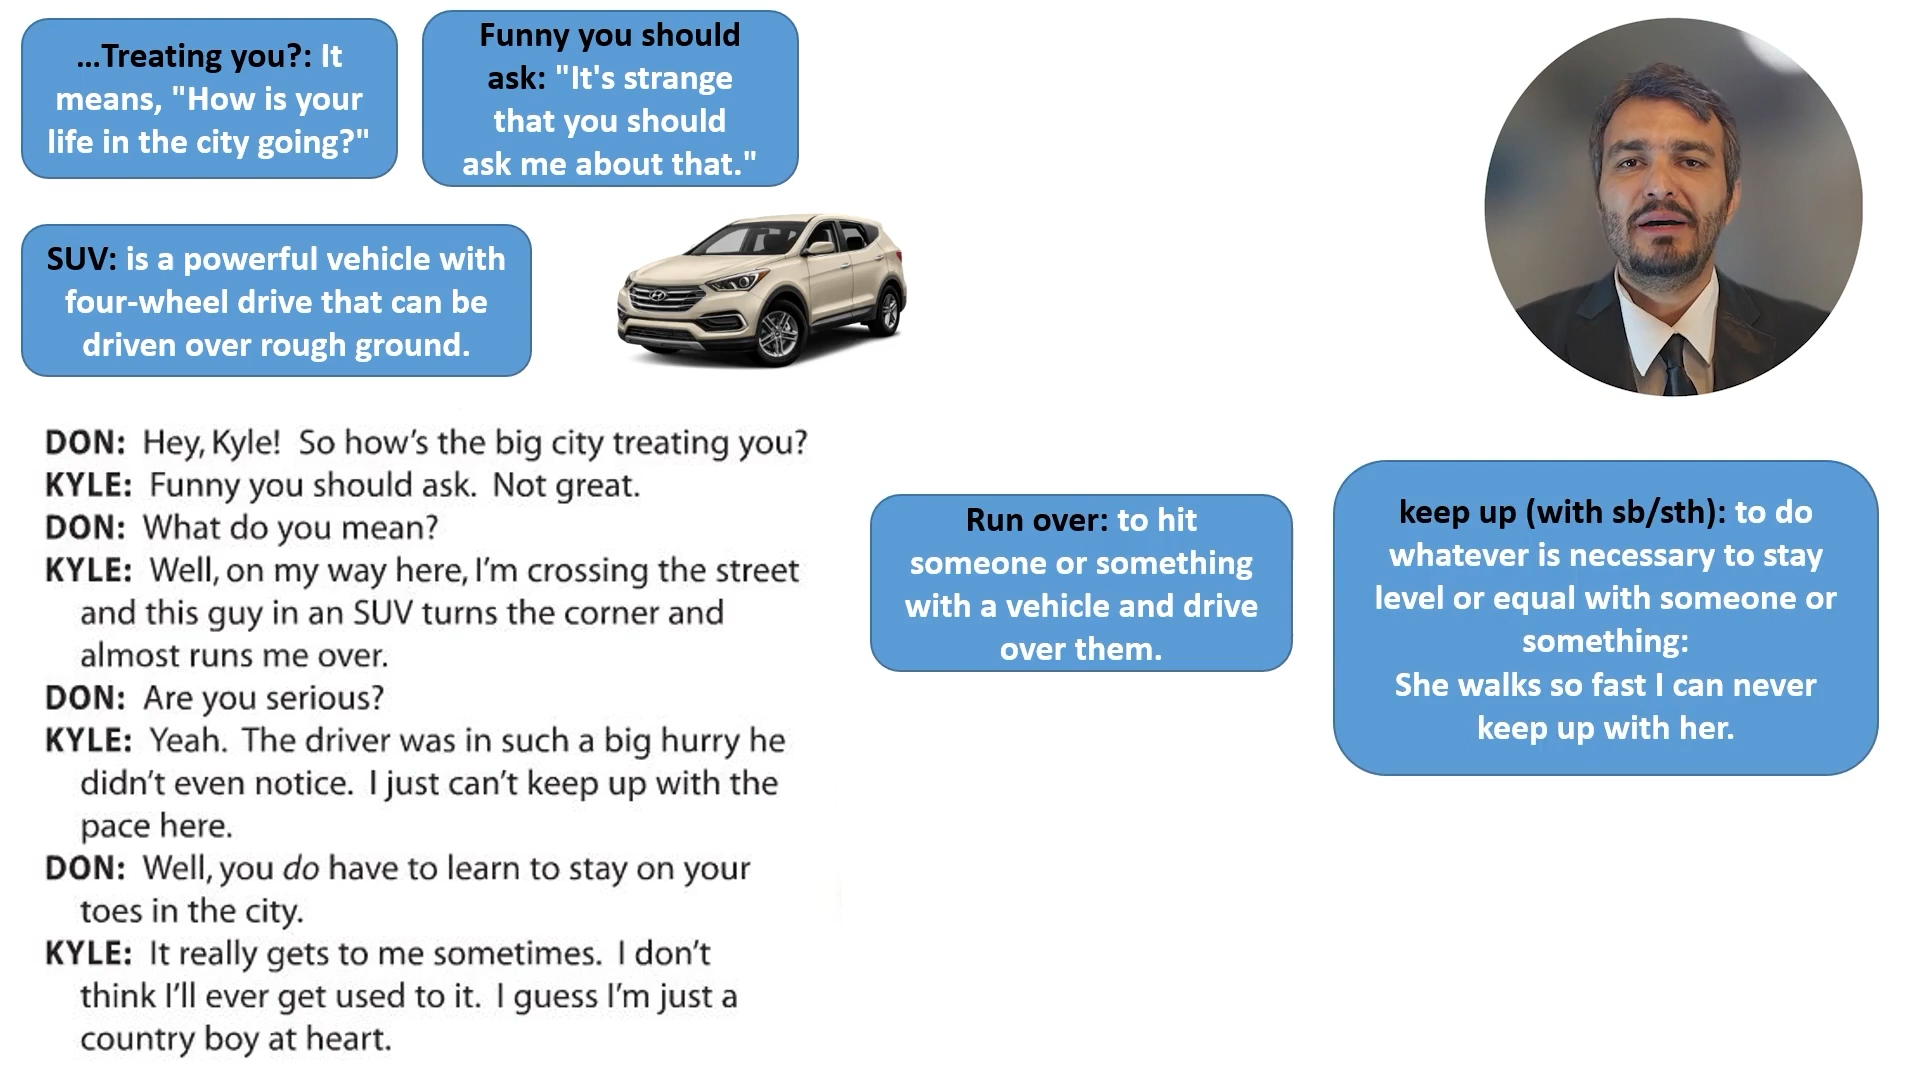 ...Treating you?: It
means, "How is your
life in the city going?"
Funny you should
ask: "It's strange
that you should
ask me about that."
SUV: is a powerful vehicle with
four-wheel drive that can be
driven over rough ground.
DON: Hey, Kyle! So how's the big city treating you?
KYLE: Funny you should ask. Not great.
DON: What do you mean?
KYLE: Well, on my way here, I'm crossing the street
and this guy in an SUV turns the corner and
almost runs me over.
DON: Are you serious?
KYLE: Yeah. The driver was in such a big hurry he
didn't even notice. I just can't keep up with the
pace here.
DON: Well, you do have to learn to stay on your
toes in the city.
KYLE: It really gets to me sometimes. I don't
think I'll ever get used to it. I guess I'm just a
country boy at heart.
Run over: to hit
someone or something
with a vehicle and drive
over them.
keep up (with sb/sth): to do
whatever is necessary to stay
level or equal with someone or
something:
She walks so fast I can never
keep up with her.